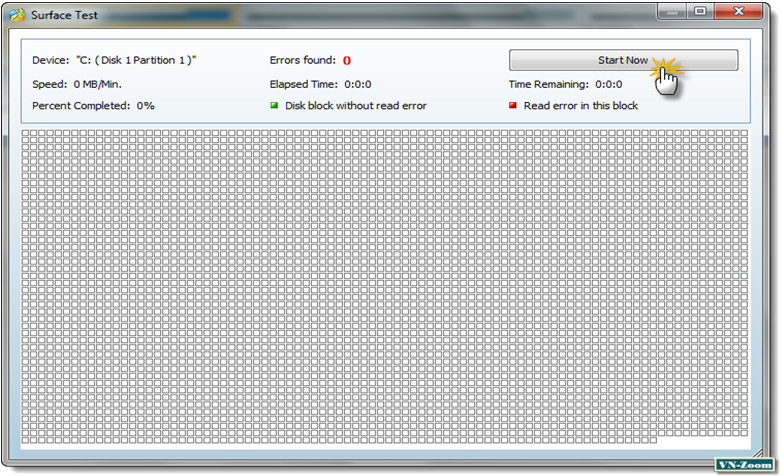 Surface Test
Device: "C: ( Disk 1 Partition 1 )" Errors found: 0 Start Now
Speed: 0 MB/Min. Elapsed Time: 0:0:0 Time Remaining: 0:0:0
Percent Completed: 0% Disk block without read error Read error in this block
VN-Zoom